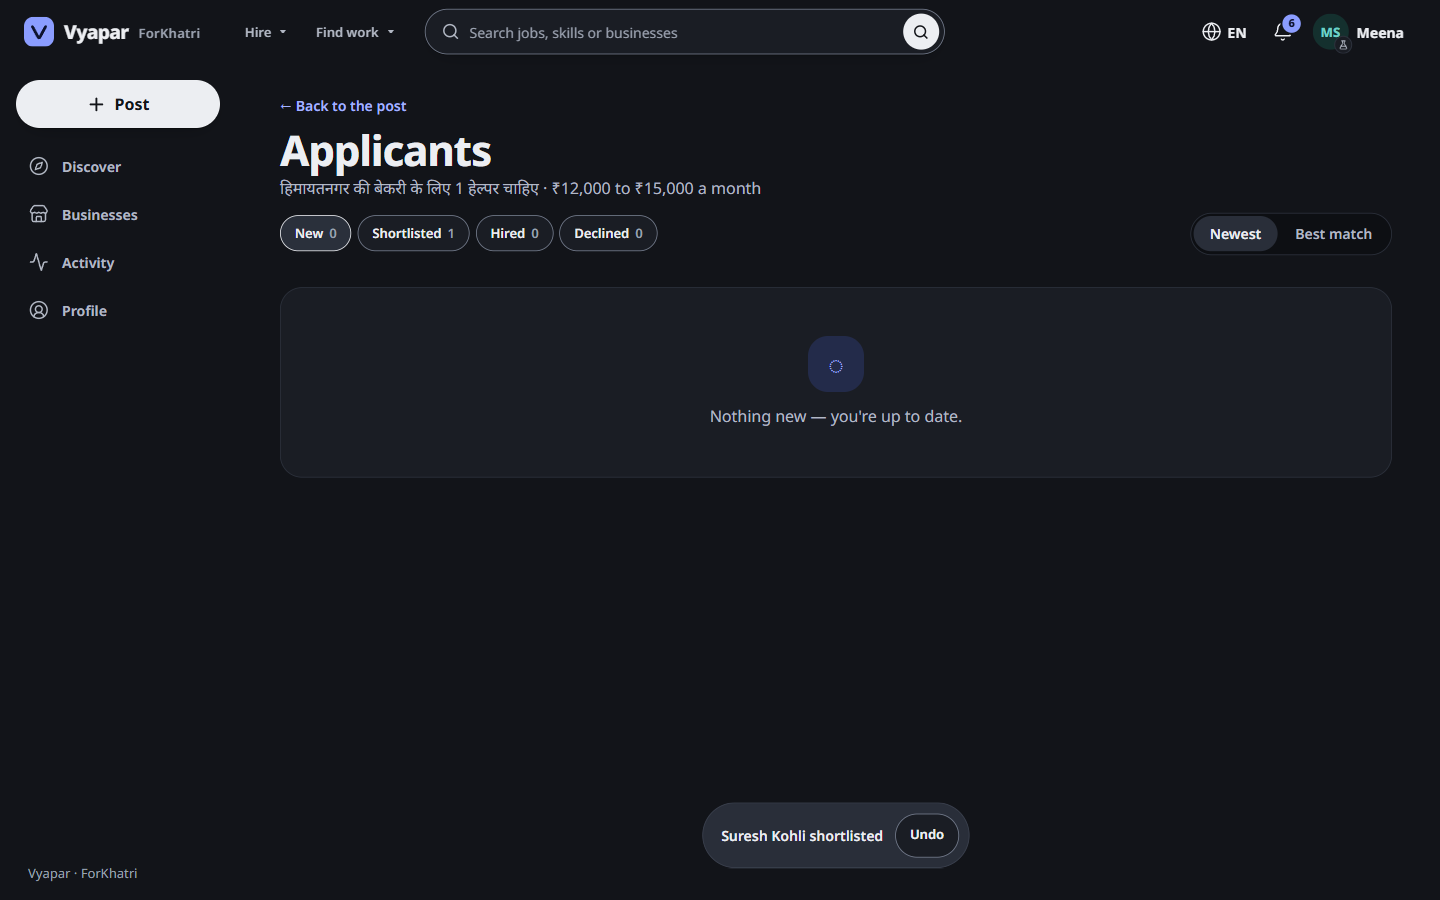 Vyapar ForKhatri
Hire
Find work
Search jobs, skills or businesses
EN
6
MS
Meena
Post
Discover
Businesses
Activity
Profile
← Back to the post
Applicants
हिमायतनगर की बेकरी के लिए 1 हेल्पर चाहिए · ₹12,000 to ₹15,000 a month
New 0
Shortlisted 1
Hired 0
Declined 0
Newest
Best match
Nothing new — you're up to date.
Suresh Kohli shortlisted
Undo
Vyapar · ForKhatri